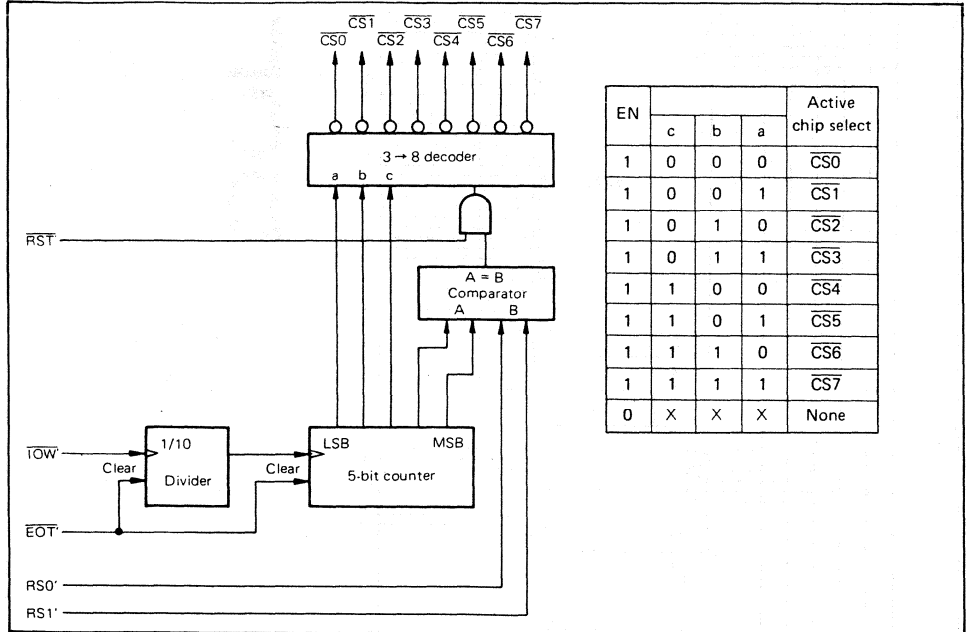 CS1 CS3 CS5 CS7
CS0 CS2 CS4 CS6
3 → 8 decoder
a b c
RST'
A = B
Comparator
A B
IOW'
1/10
Clear
Divider
Clear
LSB MSB
5-bit counter
EOT'
RS0'
RS1'
EN c b a Active chip select
1 0 0 0 CS0
1 0 0 1 CS1
1 0 1 0 CS2
1 0 1 1 CS3
1 1 0 0 CS4
1 1 0 1 CS5
1 1 1 0 CS6
1 1 1 1 CS7
0 X X X None